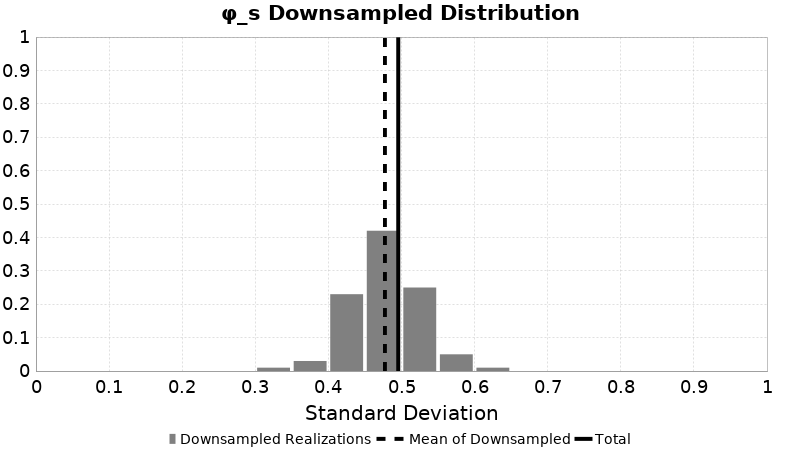 φ_s Downsampled Distribution
1
0.9
0.8
0.7
0.6
0.5
0.4
0.3
0.2
0.1
0
0 0.1 0.2 0.3 0.4 0.5 0.6 0.7 0.8 0.9 1
Standard Deviation
Downsampled Realizations Mean of Downsampled Total